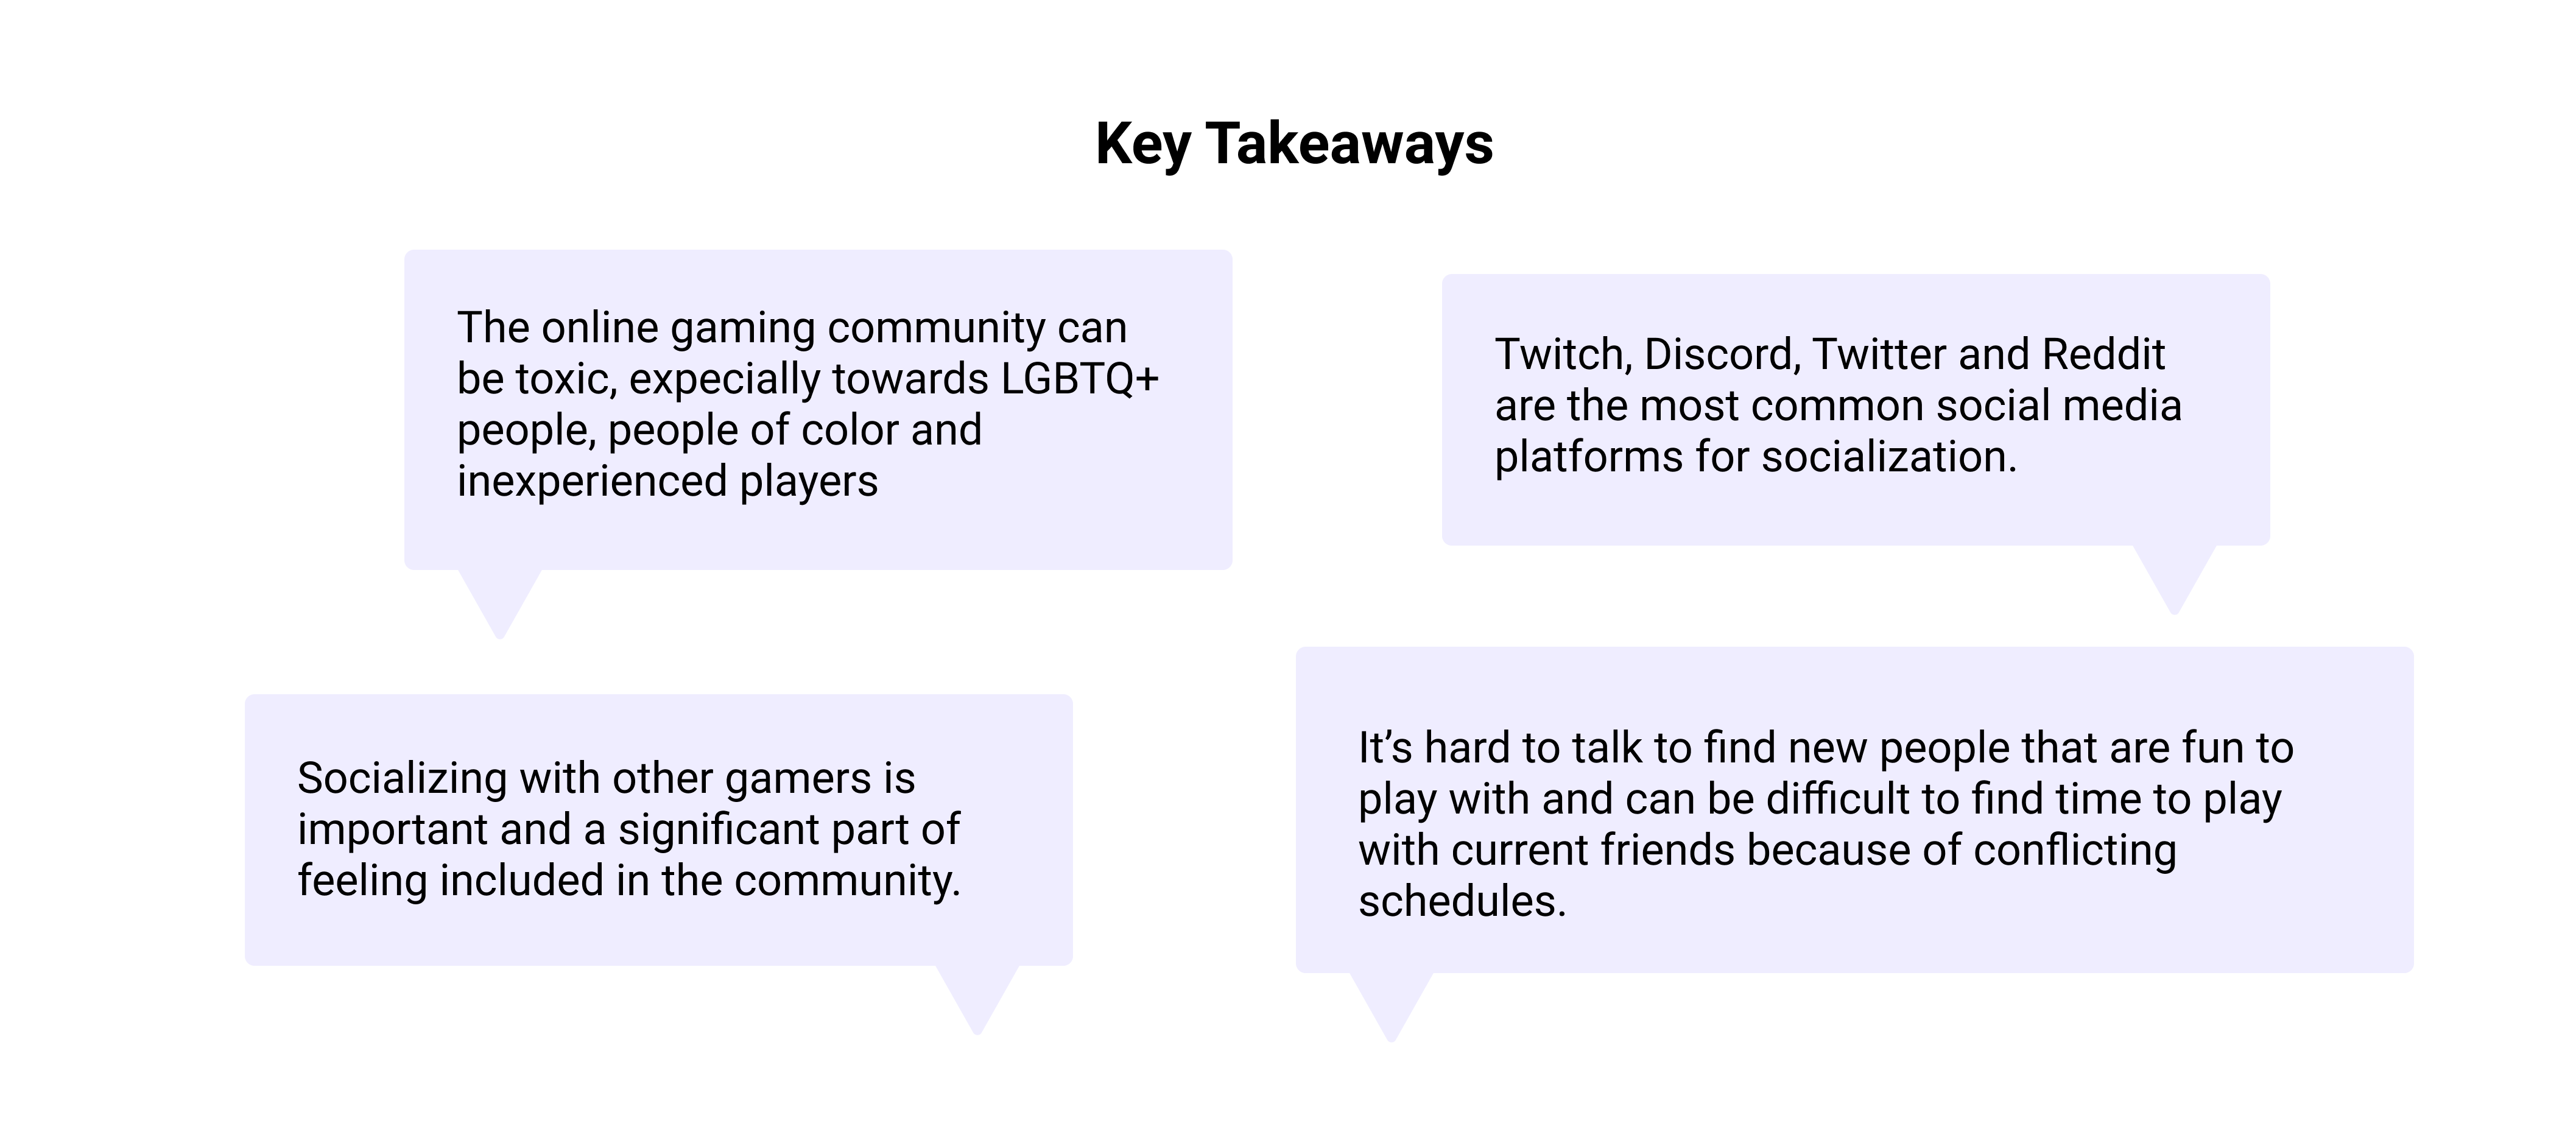 Key Takeaways
The online gaming community can
be toxic, expecially towards LGBTQ+
people, people of color and
inexperienced players
Twitch, Discord, Twitter and Reddit
are the most common social media
platforms for socialization.
Socializing with other gamers is
important and a significant part of
feeling included in the community.
It’s hard to talk to find new people that are fun to
play with and can be difficult to find time to play
with current friends because of conflicting
schedules.